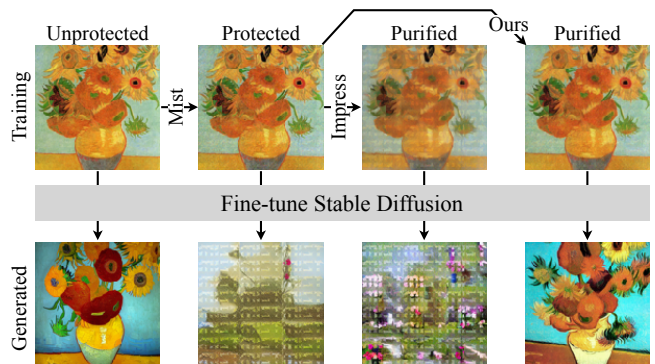 Unprotected
Protected
Purified
Ours
Purified
Training
Mist
Impress
Fine-tune Stable Diffusion
Generated